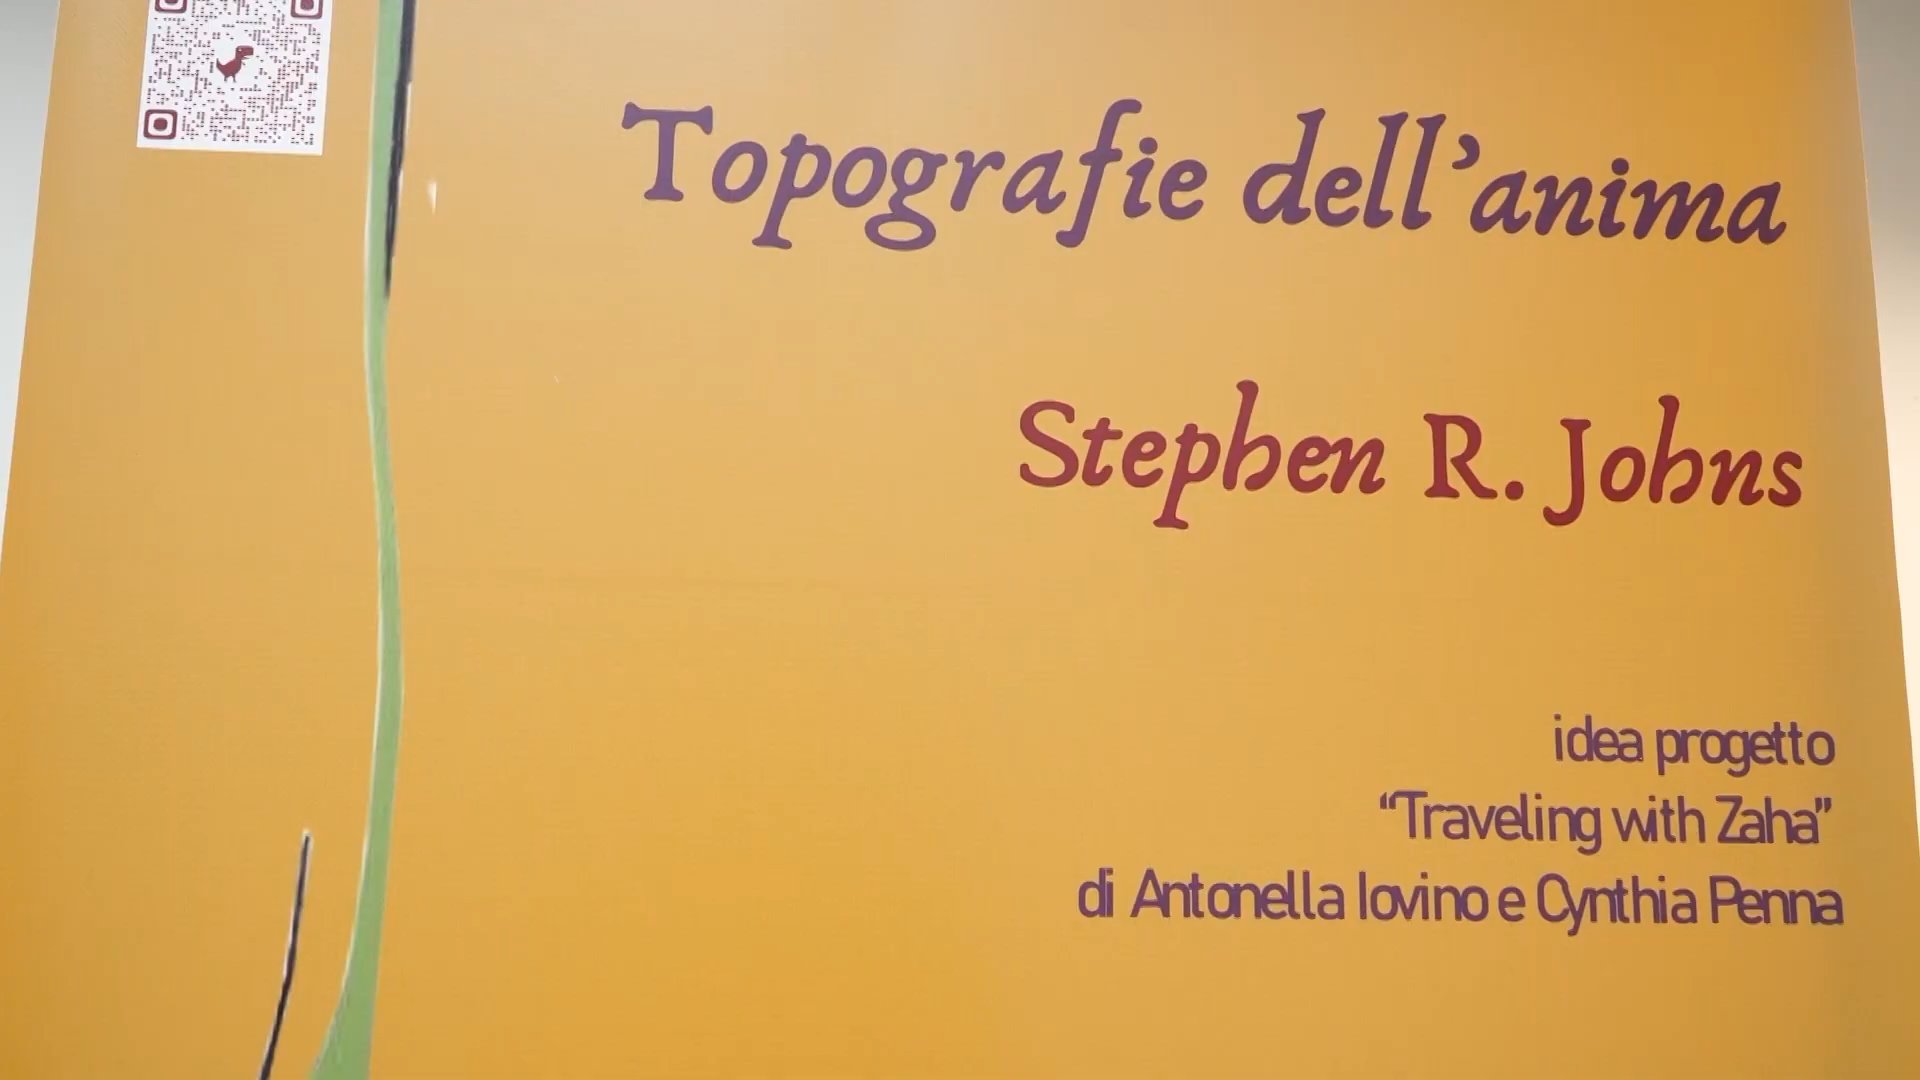 Topografie dell’anima
Stephen R. Johns
idea progetto
“Traveling with Zaha”
di Antonella Iovino e Cynthia Penna